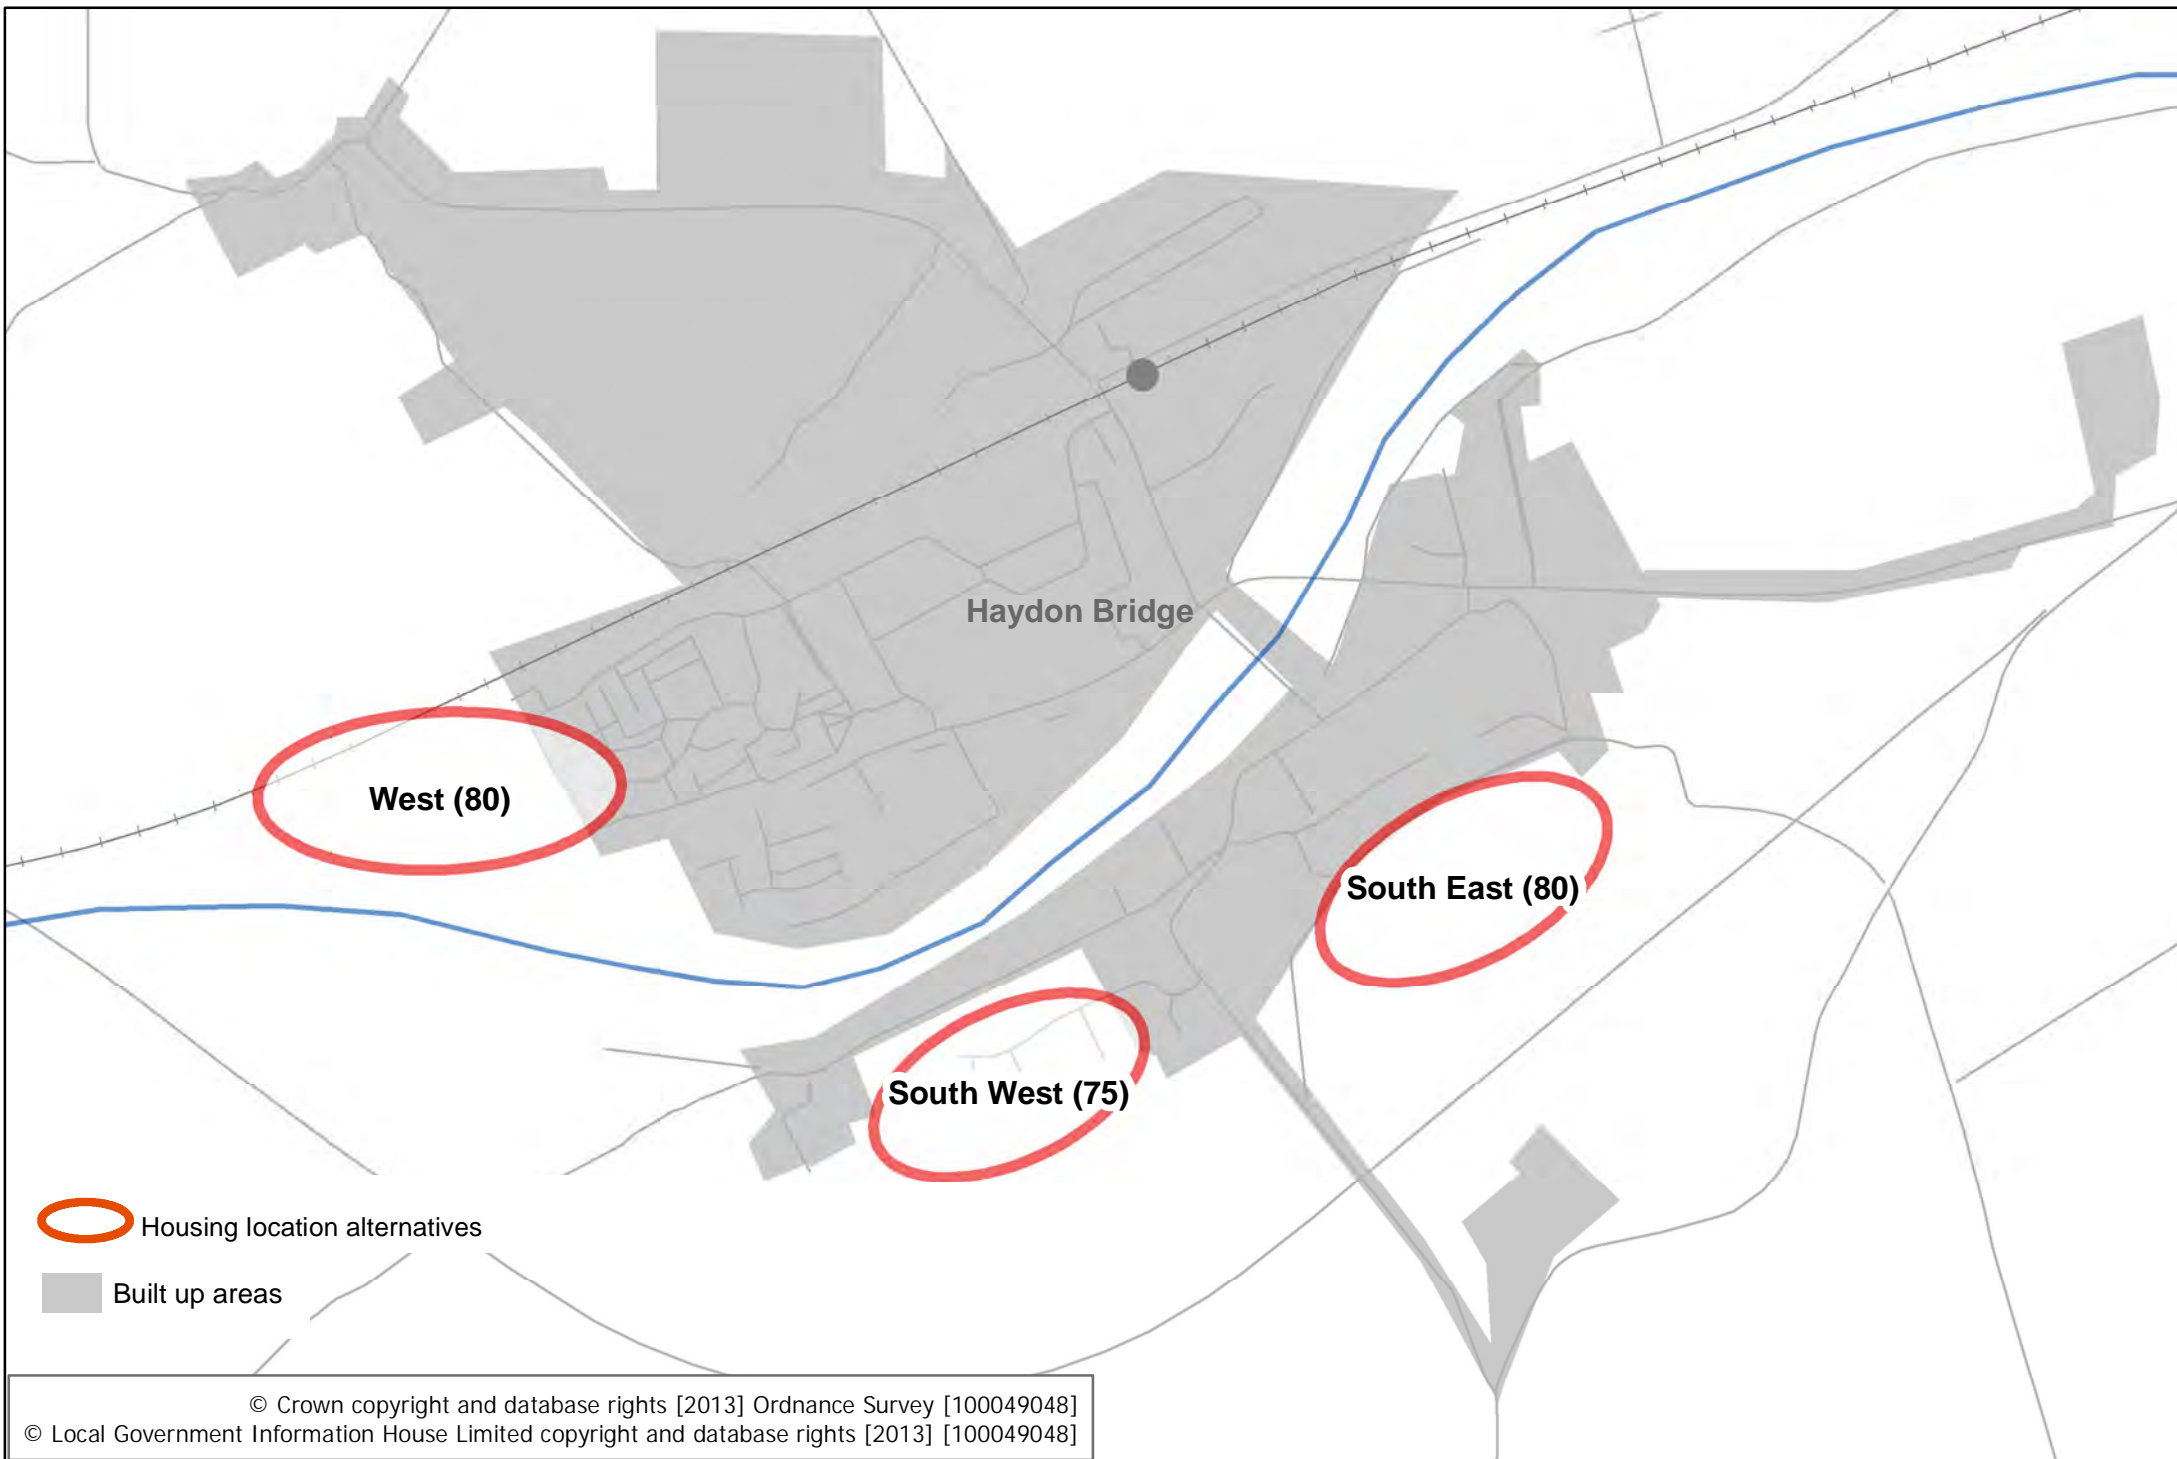 Haydon Bridge
West (80)
South East (80)
South West (75)
Housing location alternatives
Built up areas
© Crown copyright and database rights [2013] Ordnance Survey [100049048]
© Local Government Information House Limited copyright and database rights [2013] [100049048]